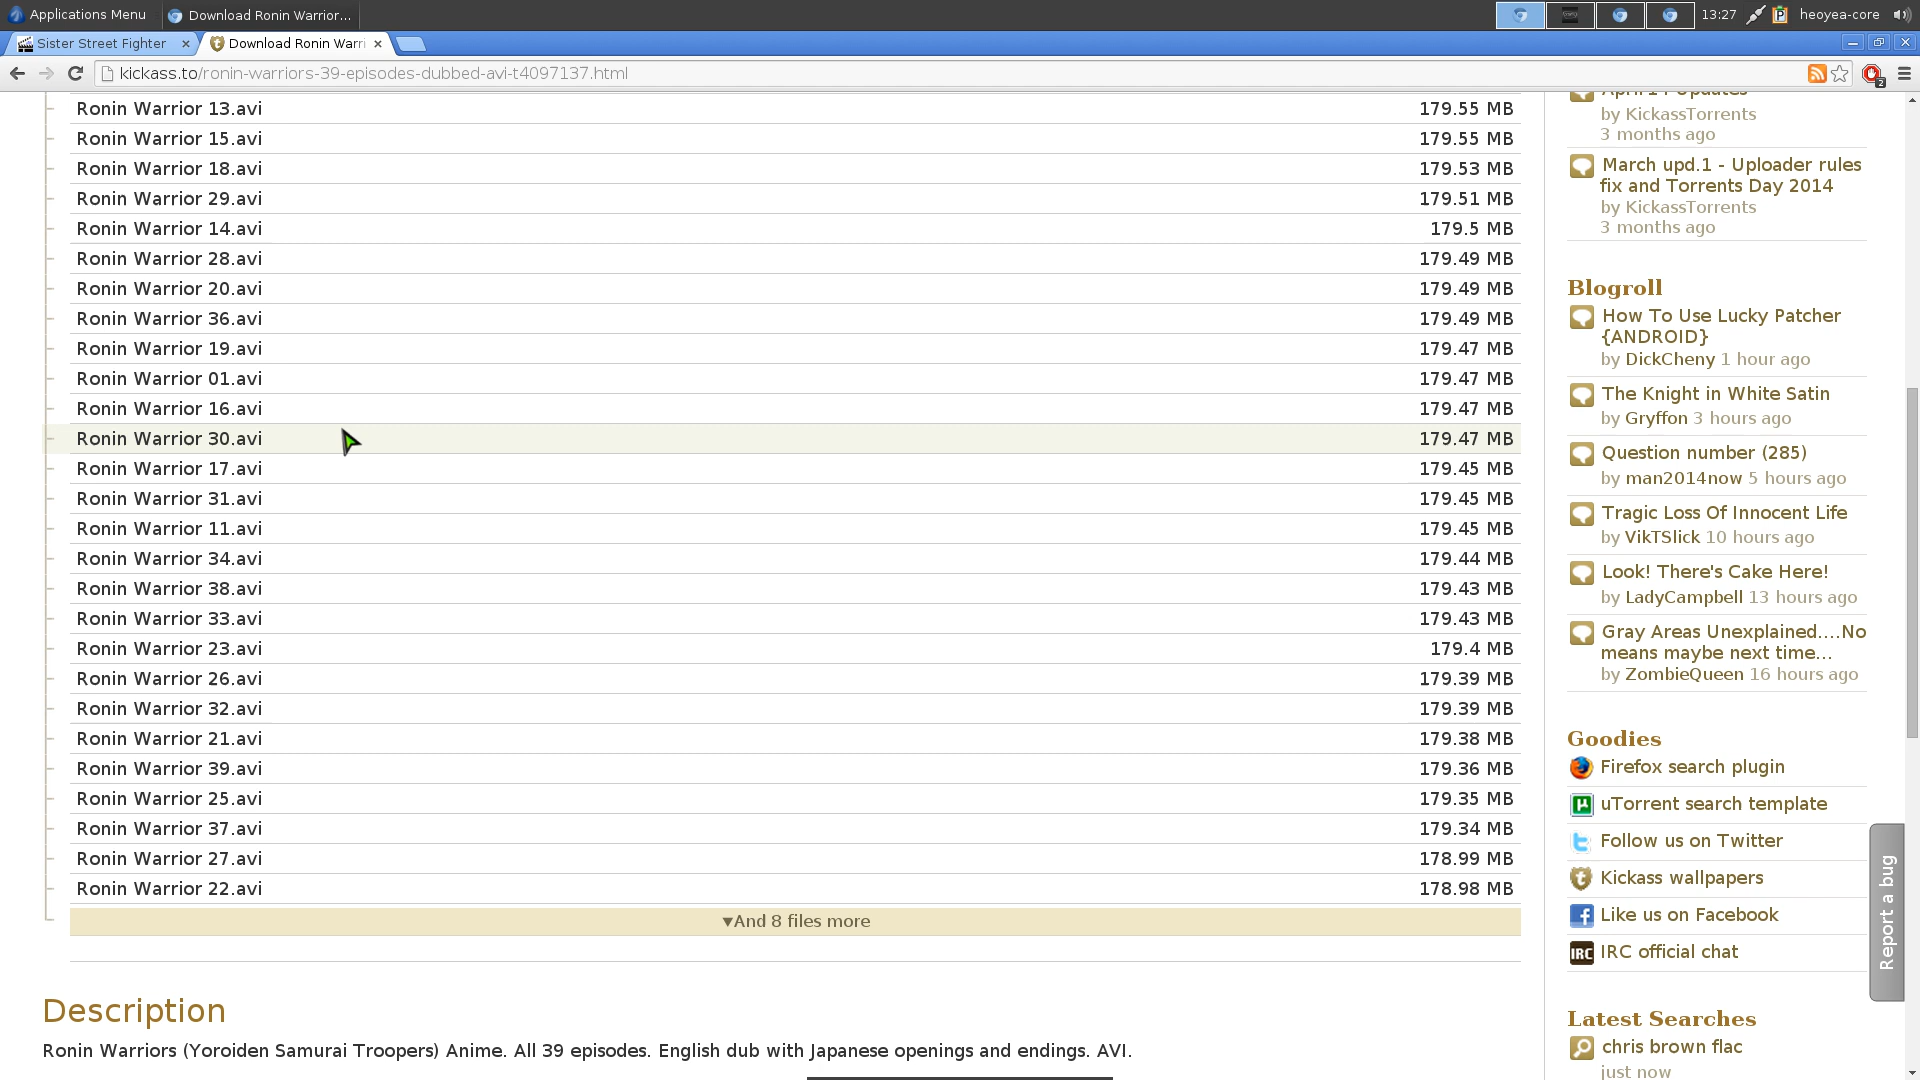 Applications Menu
Download Ronin Warrior...
13:27
heoyea-core
Sister Street Fighter
Download Ronin Warri
kickass.to/ronin-warriors-39-episodes-dubbed-avi-t4097137.html
2
Ronin Warrior 13.avi 179.55 MB
Ronin Warrior 15.avi 179.55 MB
Ronin Warrior 18.avi 179.53 MB
Ronin Warrior 29.avi 179.51 MB
Ronin Warrior 14.avi 179.5 MB
Ronin Warrior 28.avi 179.49 MB
Ronin Warrior 20.avi 179.49 MB
Ronin Warrior 36.avi 179.49 MB
Ronin Warrior 19.avi 179.47 MB
Ronin Warrior 01.avi 179.47 MB
Ronin Warrior 16.avi 179.47 MB
Ronin Warrior 30.avi 179.47 MB
Ronin Warrior 17.avi 179.45 MB
Ronin Warrior 31.avi 179.45 MB
Ronin Warrior 11.avi 179.45 MB
Ronin Warrior 34.avi 179.44 MB
Ronin Warrior 38.avi 179.43 MB
Ronin Warrior 33.avi 179.43 MB
Ronin Warrior 23.avi 179.4 MB
Ronin Warrior 26.avi 179.39 MB
Ronin Warrior 32.avi 179.39 MB
Ronin Warrior 21.avi 179.38 MB
Ronin Warrior 39.avi 179.36 MB
Ronin Warrior 25.avi 179.35 MB
Ronin Warrior 37.avi 179.34 MB
Ronin Warrior 27.avi 178.99 MB
Ronin Warrior 22.avi 178.98 MB
▼And 8 files more
Description
Ronin Warriors (Yoroiden Samurai Troopers) Anime. All 39 episodes. English dub with Japanese openings and endings. AVI.
by KickassTorrents
3 months ago
March upd.1 - Uploader rules
fix and Torrents Day 2014
by KickassTorrents
3 months ago
Blogroll
How To Use Lucky Patcher
{ANDROID}
by DickCheny 1 hour ago
The Knight in White Satin
by Gryffon 3 hours ago
Question number (285)
by man2014now 5 hours ago
Tragic Loss Of Innocent Life
by VikTSlick 10 hours ago
Look! There's Cake Here!
by LadyCampbell 13 hours ago
Gray Areas Unexplained....No
means maybe next time...
by ZombieQueen 16 hours ago
Goodies
Firefox search plugin
uTorrent search template
Follow us on Twitter
Kickass wallpapers
Like us on Facebook
IRC IRC official chat
Report a bug
Latest Searches
chris brown flac
just now